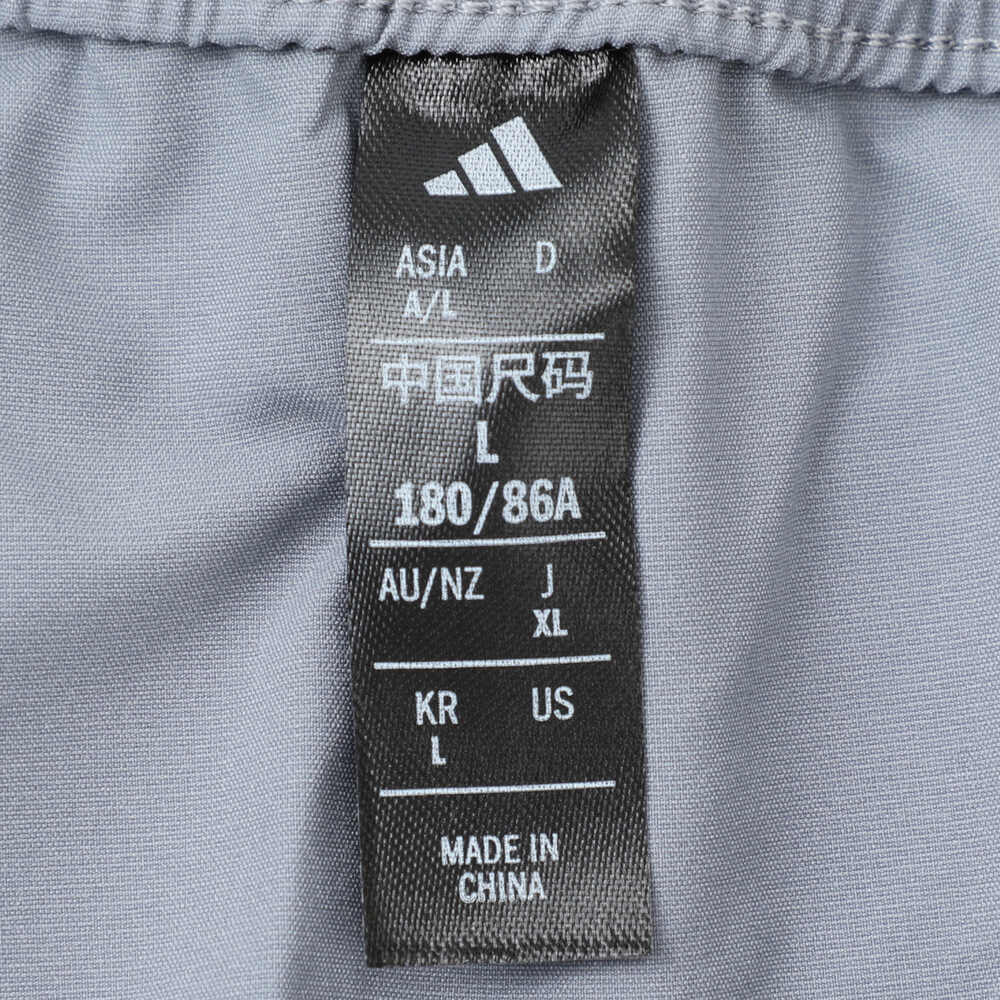 ASIA D
A/L
中国尺码
L
180/86A
AU/NZ J
XL
KR US
L
MADE IN
CHINA